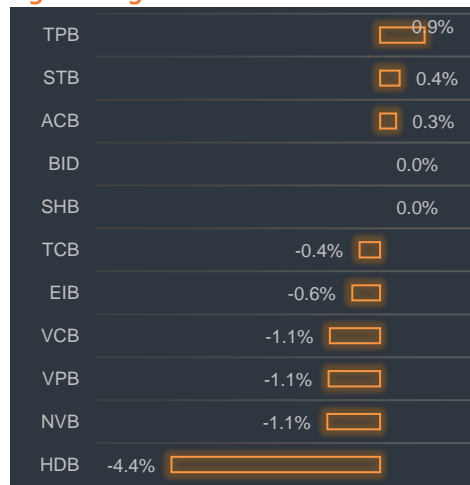 TPB 0.9%
STB 0.4%
ACB 0.3%
BID 0.0%
SHB 0.0%
TCB -0.4%
EIB -0.6%
VCB -1.1%
VPB -1.1%
NVB -1.1%
HDB -4.4%